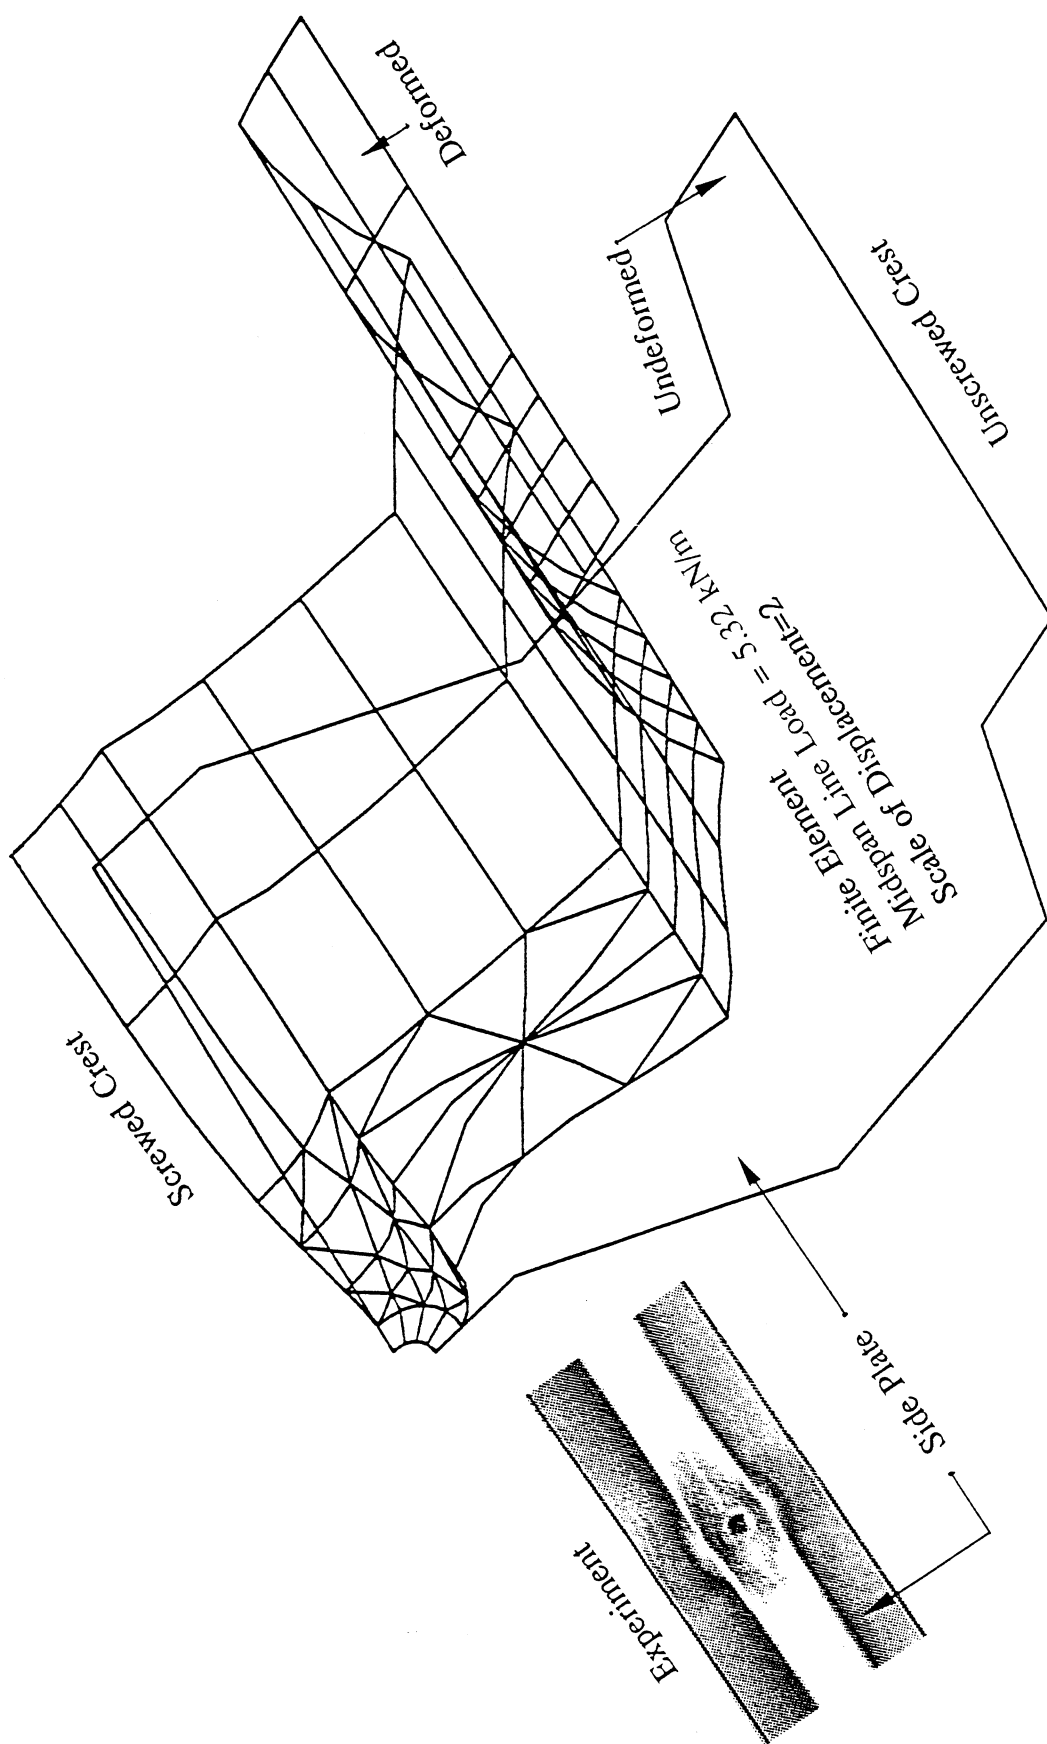 Deformed
Undeformed
Unscrewed Crest
Finite Element
Midspan Line Load = 5.32 kN/m
Scale of Displacement=2
Screwed Crest
Side Plate
Experiment